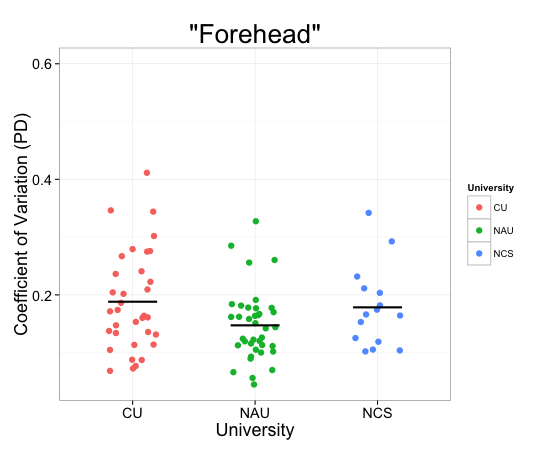 "Forehead"
Coefficient of Variation (PD)
0.6
0.4
0.2
CU
NAU
NCS
University
University
CU
NAU
NCS